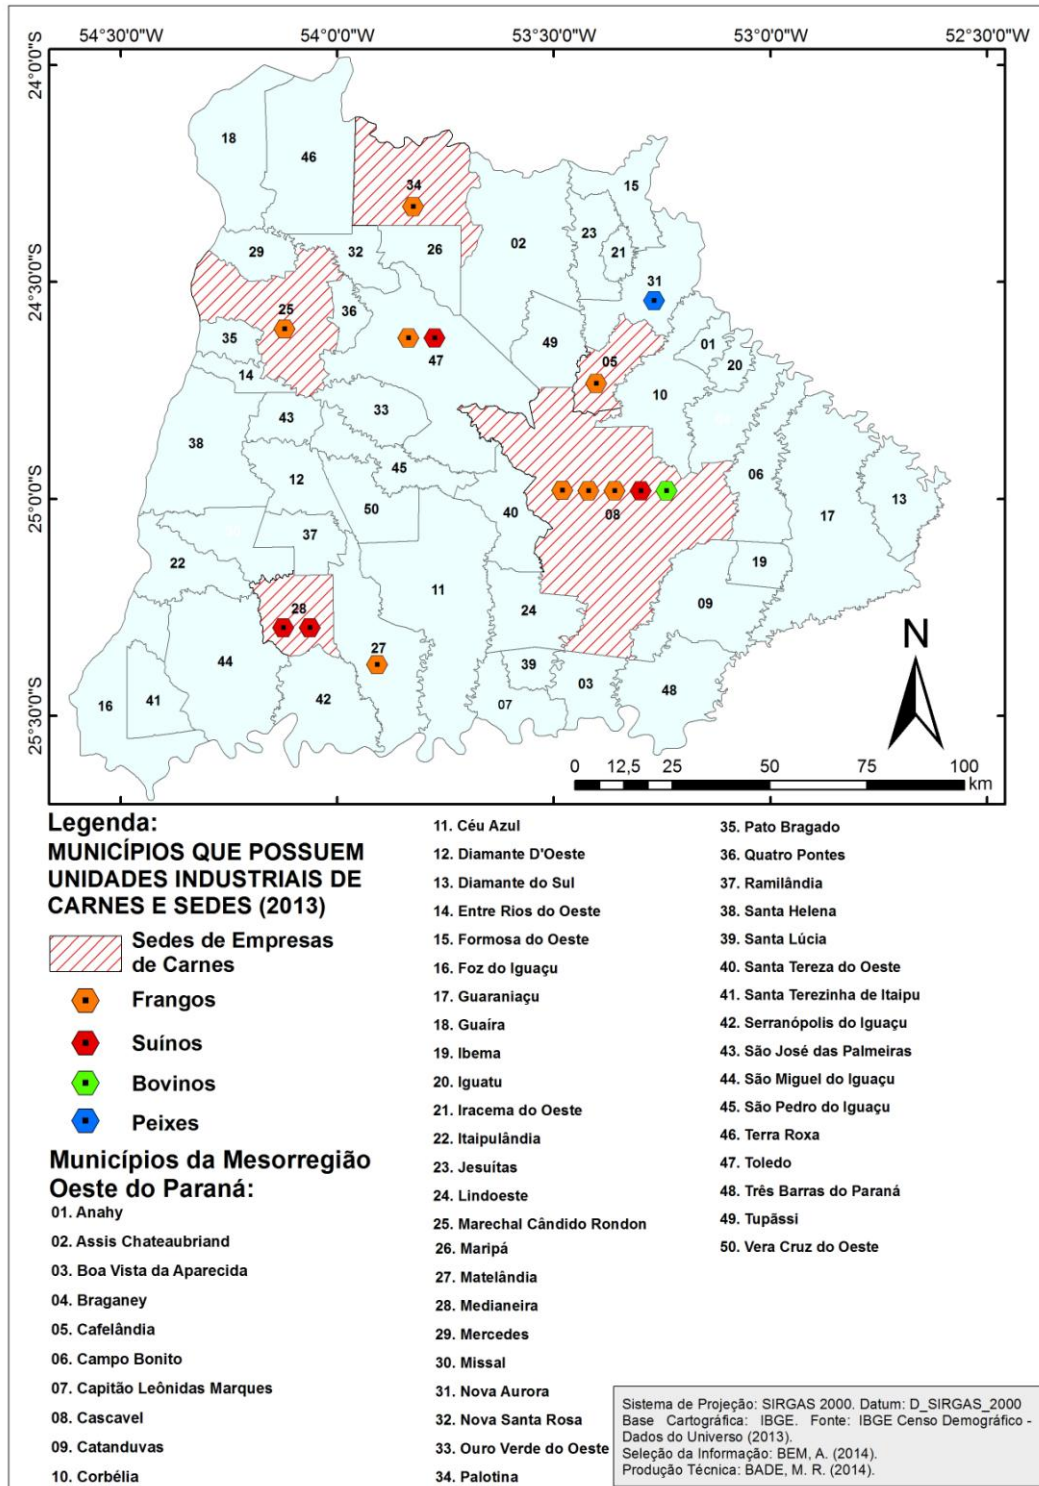 54°30'0"W 54°0'0"W 53°30'0"W 53°0'0"W 52°30'0"W
24°0'0"S
24°30'0"S
25°0'0"S
25°30'0"S
18
46
34
15
23
02
21
29
32
26
31
25
36
35
47
49
05
01
20
14
10
43
33
38
45
06
12
50
40
08
17
13
37
22
19
11
28
24
09
27
44
39
03
48
16
41
42
07
N
0 12,5 25 50 75 100
km
Legenda:
MUNICÍPIOS QUE POSSUEM
UNIDADES INDUSTRIAIS DE
CARNES E SEDES (2013)
Sedes de Empresas
de Carnes
Frangos
Suínos
Bovinos
Peixes
Municípios da Mesorregião
Oeste do Paraná:
01. Anahy
02. Assis Chateaubriand
03. Boa Vista da Aparecida
04. Braganey
05. Cafelândia
06. Campo Bonito
07. Capitão Leônidas Marques
08. Cascavel
09. Catanduvas
10. Corbélia
11. Céu Azul
12. Diamante D'Oeste
13. Diamante do Sul
14. Entre Rios do Oeste
15. Formosa do Oeste
16. Foz do Iguaçu
17. Guaraniaçu
18. Guaíra
19. Ibema
20. Iguatu
21. Iracema do Oeste
22. Itaipulândia
23. Jesuítas
24. Lindoeste
25. Marechal Cândido Rondon
26. Maripá
27. Matelândia
28. Medianeira
29. Mercedes
30. Missal
31. Nova Aurora
32. Nova Santa Rosa
33. Ouro Verde do Oeste
34. Palotina
35. Pato Bragado
36. Quatro Pontes
37. Ramilândia
38. Santa Helena
39. Santa Lúcia
40. Santa Tereza do Oeste
41. Santa Terezinha de Itaipu
42. Serranópolis do Iguaçu
43. São José das Palmeiras
44. São Miguel do Iguaçu
45. São Pedro do Iguaçu
46. Terra Roxa
47. Toledo
48. Três Barras do Paraná
49. Tupãssi
50. Vera Cruz do Oeste
Sistema de Projeção: SIRGAS 2000. Datum: D_SIRGAS_2000
Base Cartográfica: IBGE. Fonte: IBGE Censo Demográfico -
Dados do Universo (2013).
Seleção da Informação: BEM, A. (2014).
Produção Técnica: BADE, M. R. (2014).